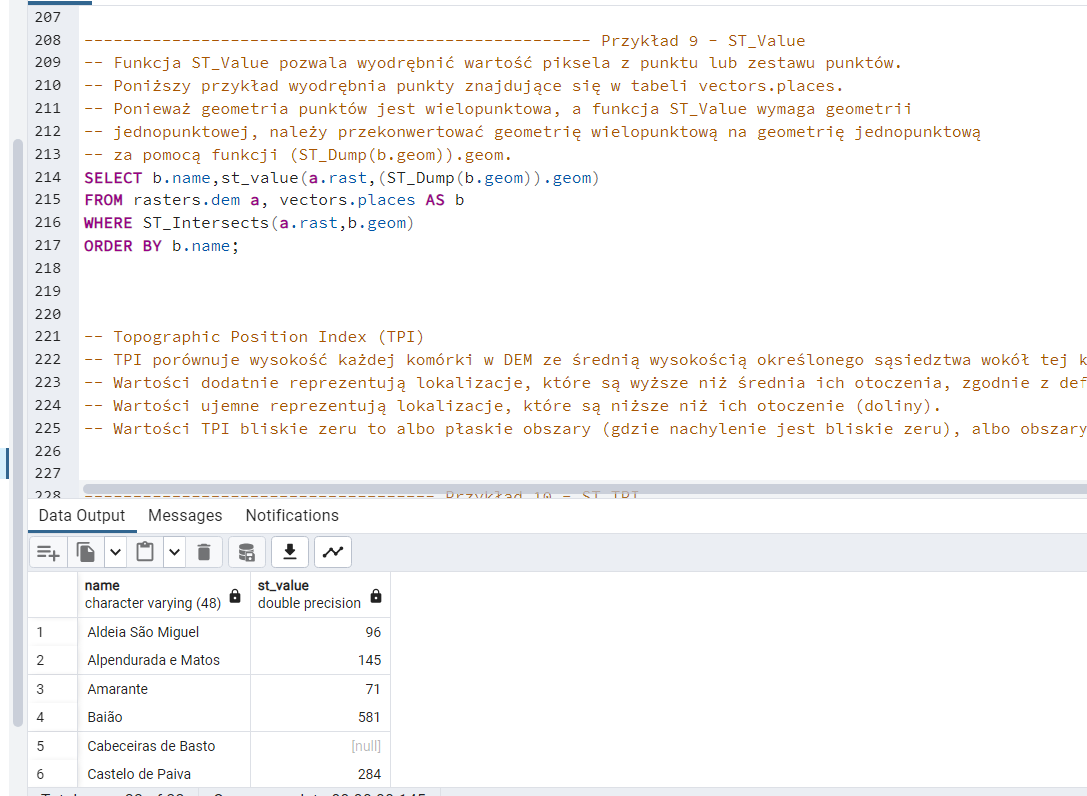 207
208 ---------------------------------------------------- Przykład 9 - ST_Value
209 -- Funkcja ST_Value pozwala wyodrębnić wartość piksela z punktu lub zestawu punktów.
210 -- Poniższy przykład wyodrębnia punkty znajdujące się w tabeli vectors.places.
211 -- Ponieważ geometria punktów jest wielopunktowa, a funkcja ST_Value wymaga geometrii
212 -- jednopunktowej, należy przekonwertować geometrię wielopunktową na geometrię jednopunktową
213 -- za pomocą funkcji (ST_Dump(b.geom)).geom.
214 SELECT b.name,st_value(a.rast,(ST_Dump(b.geom)).geom)
215 FROM rasters.dem a, vectors.places AS b
216 WHERE ST_Intersects(a.rast,b.geom)
217 ORDER BY b.name;
218
219
220
221 -- Topographic Position Index (TPI)
222 -- TPI porównuje wysokość każdej komórki w DEM ze średnią wysokością określonego sąsiedztwa wokół tej k
223 -- Wartości dodatnie reprezentują lokalizacje, które są wyższe niż średnia ich otoczenia, zgodnie z def
224 -- Wartości ujemne reprezentują lokalizacje, które są niższe niż ich otoczenie (doliny).
225 -- Wartości TPI bliskie zeru to albo płaskie obszary (gdzie nachylenie jest bliskie zeru), albo obszary
226
227
228 ------------------------------------ Przykład 10 - ST_TPI
Data Output Messages Notifications
name st_value
character varying (48) double precision
1 Aldeia São Miguel 96
2 Alpendurada e Matos 145
3 Amarante 71
4 Baião 581
5 Cabeceiras de Basto [null]
6 Castelo de Paiva 284